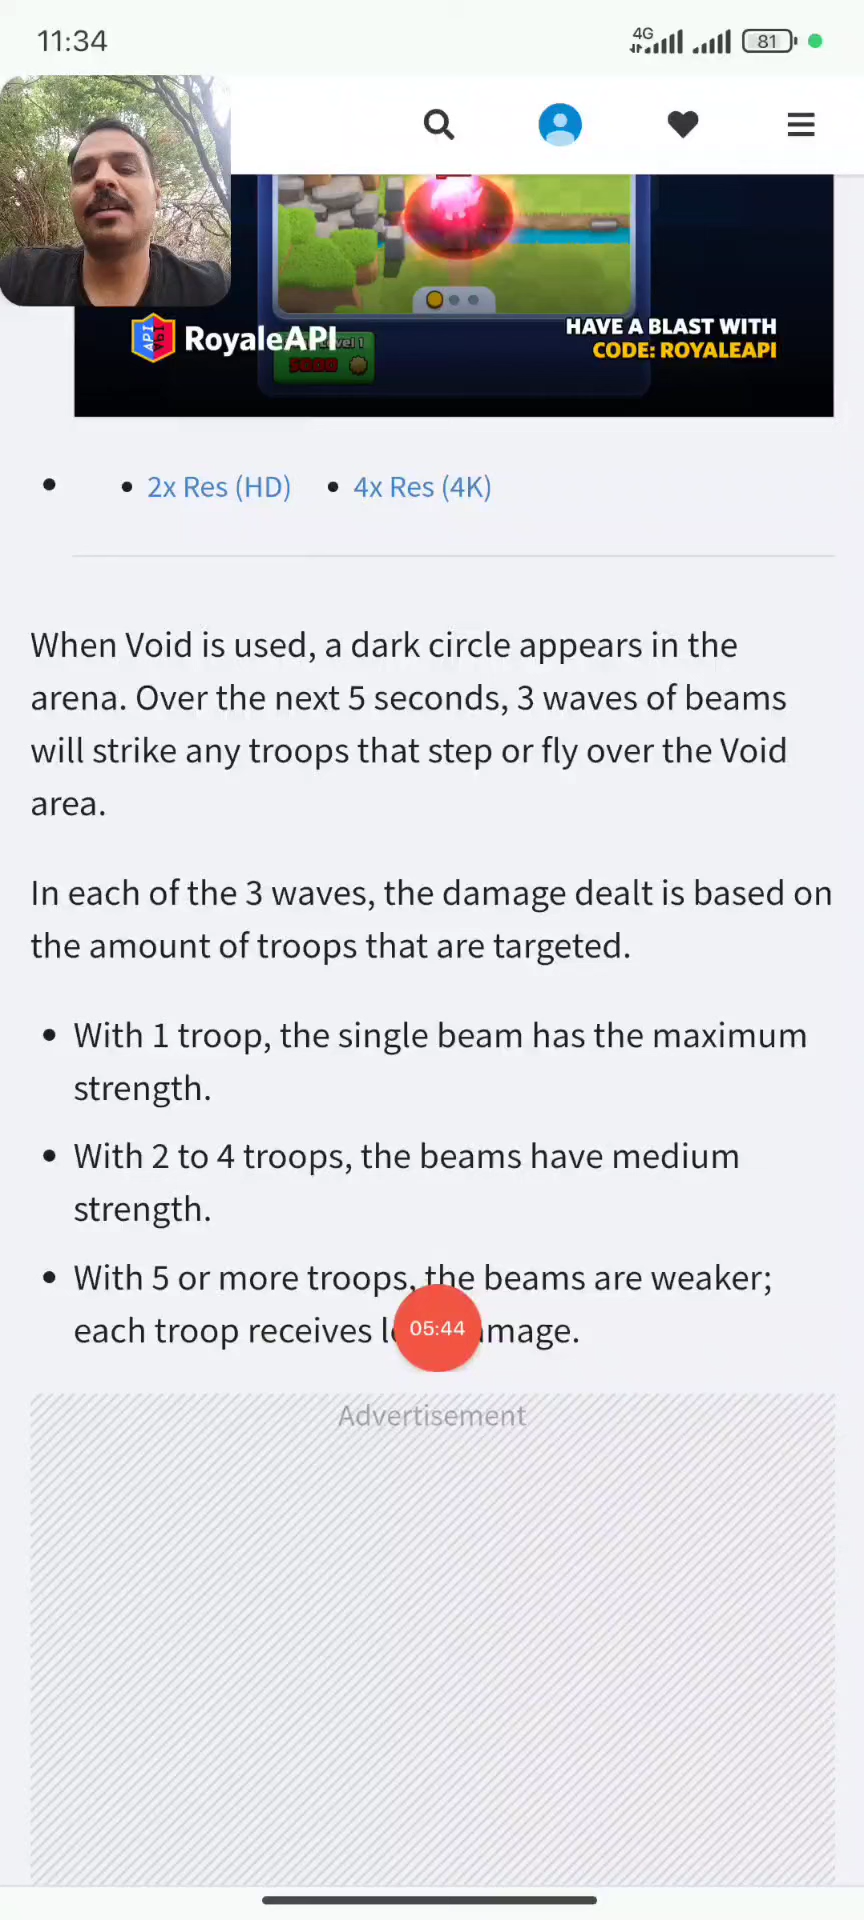 11:34
4G
81
RoyaleAPI
HAVE A BLAST WITH
CODE: ROYALEAPI
• • 2x Res (HD) • 4x Res (4K)
When Void is used, a dark circle appears in the
arena. Over the next 5 seconds, 3 waves of beams
will strike any troops that step or fly over the Void
area.
In each of the 3 waves, the damage dealt is based on
the amount of troops that are targeted.
• With 1 troop, the single beam has the maximum
strength.
• With 2 to 4 troops, the beams have medium
strength.
• With 5 or more troops, the beams are weaker;
each troop receives
05:44
Advertisement